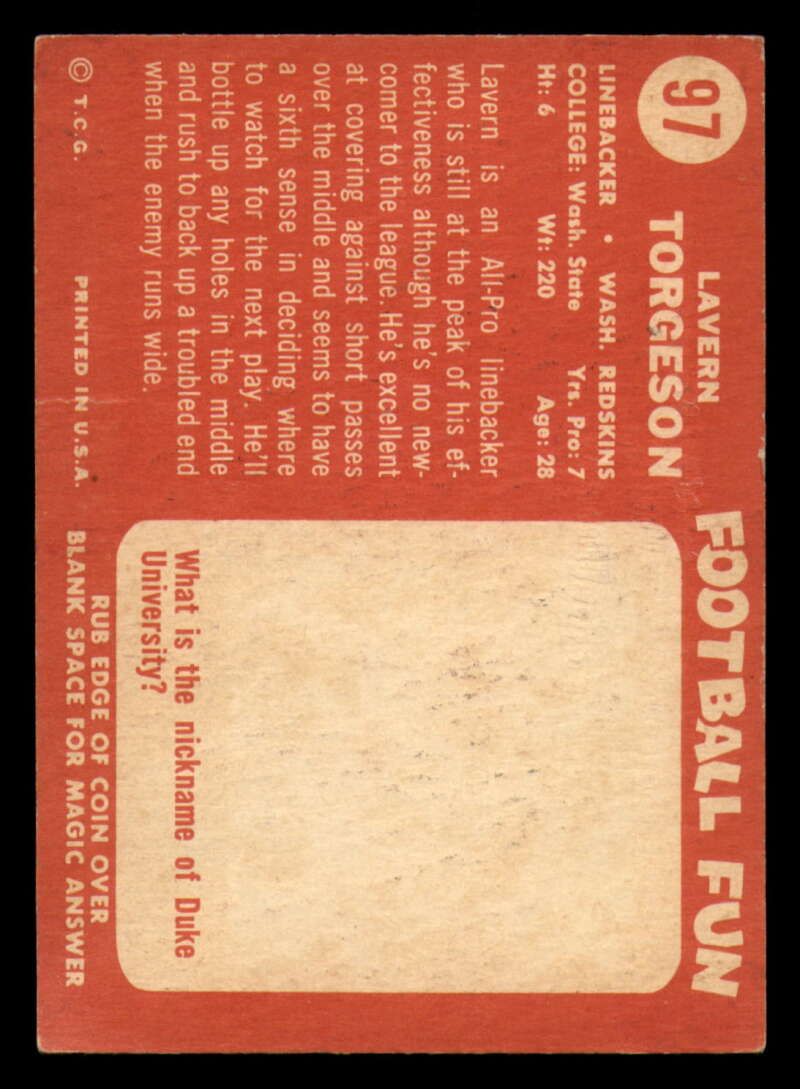 97
LAVERN
TORGESON
LINEBACKER • WASH. REDSKINS
COLLEGE: Wash. State Yrs. Pro: 7
Ht: 6 Wt: 220 Age: 28
Lavern is an All-Pro linebacker
who is still at the peak of his ef-
fectiveness although he's no new-
comer to the league. He's excellent
at covering against short passes
over the middle and seems to have
a sixth sense in deciding where
to watch for the next play. He'll
bottle up any holes in the middle
and rush to back up a troubled end
when the enemy runs wide.
© T.C.G. PRINTED IN U.S.A.
FOOTBALL FUN
What is the nickname of Duke
University?
RUB EDGE OF COIN OVER
BLANK SPACE FOR MAGIC ANSWER